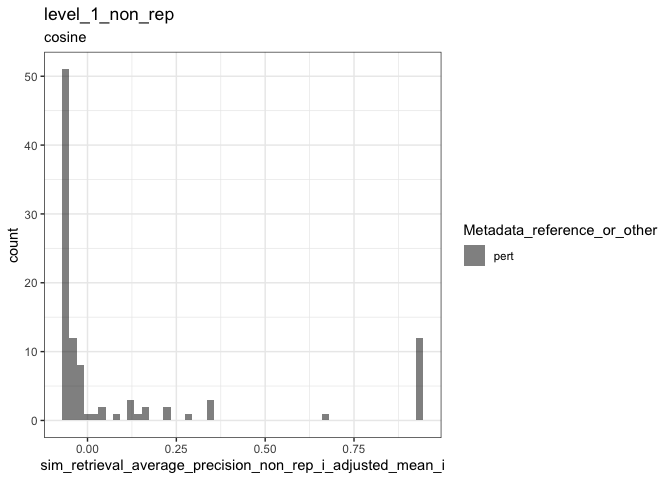 level_1_non_rep
cosine
50
40
30
20
10
0
count
0.00 0.25 0.50 0.75
sim_retrieval_average_precision_non_rep_i_adjusted_mean_i
Metadata_reference_or_other
pert